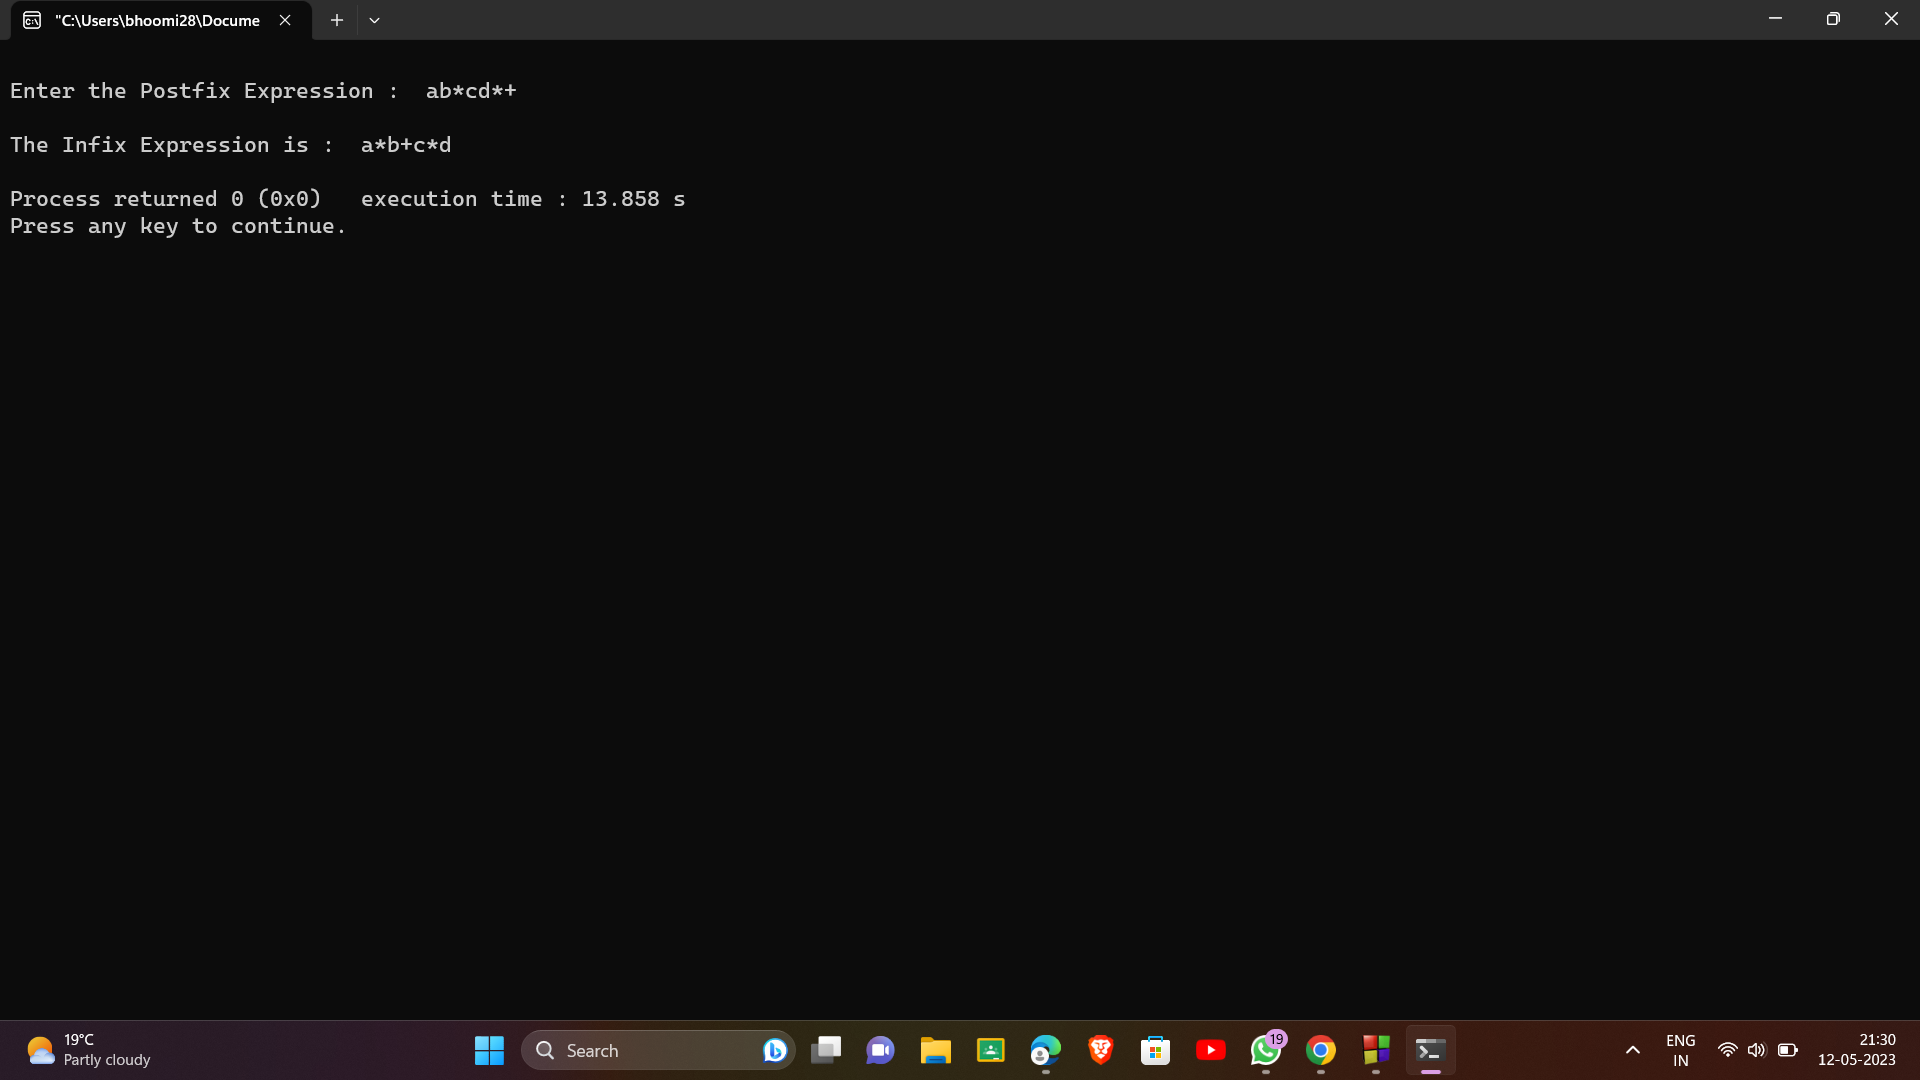 "C:\Users\bhoomi28\Docume
Enter the Postfix Expression :  ab*cd*+
The Infix Expression is :  a*b+c*d
Process returned 0 (0x0)   execution time : 13.858 s
Press any key to continue.
19°C
Partly cloudy
Search
19
ENG
IN
21:30
12-05-2023